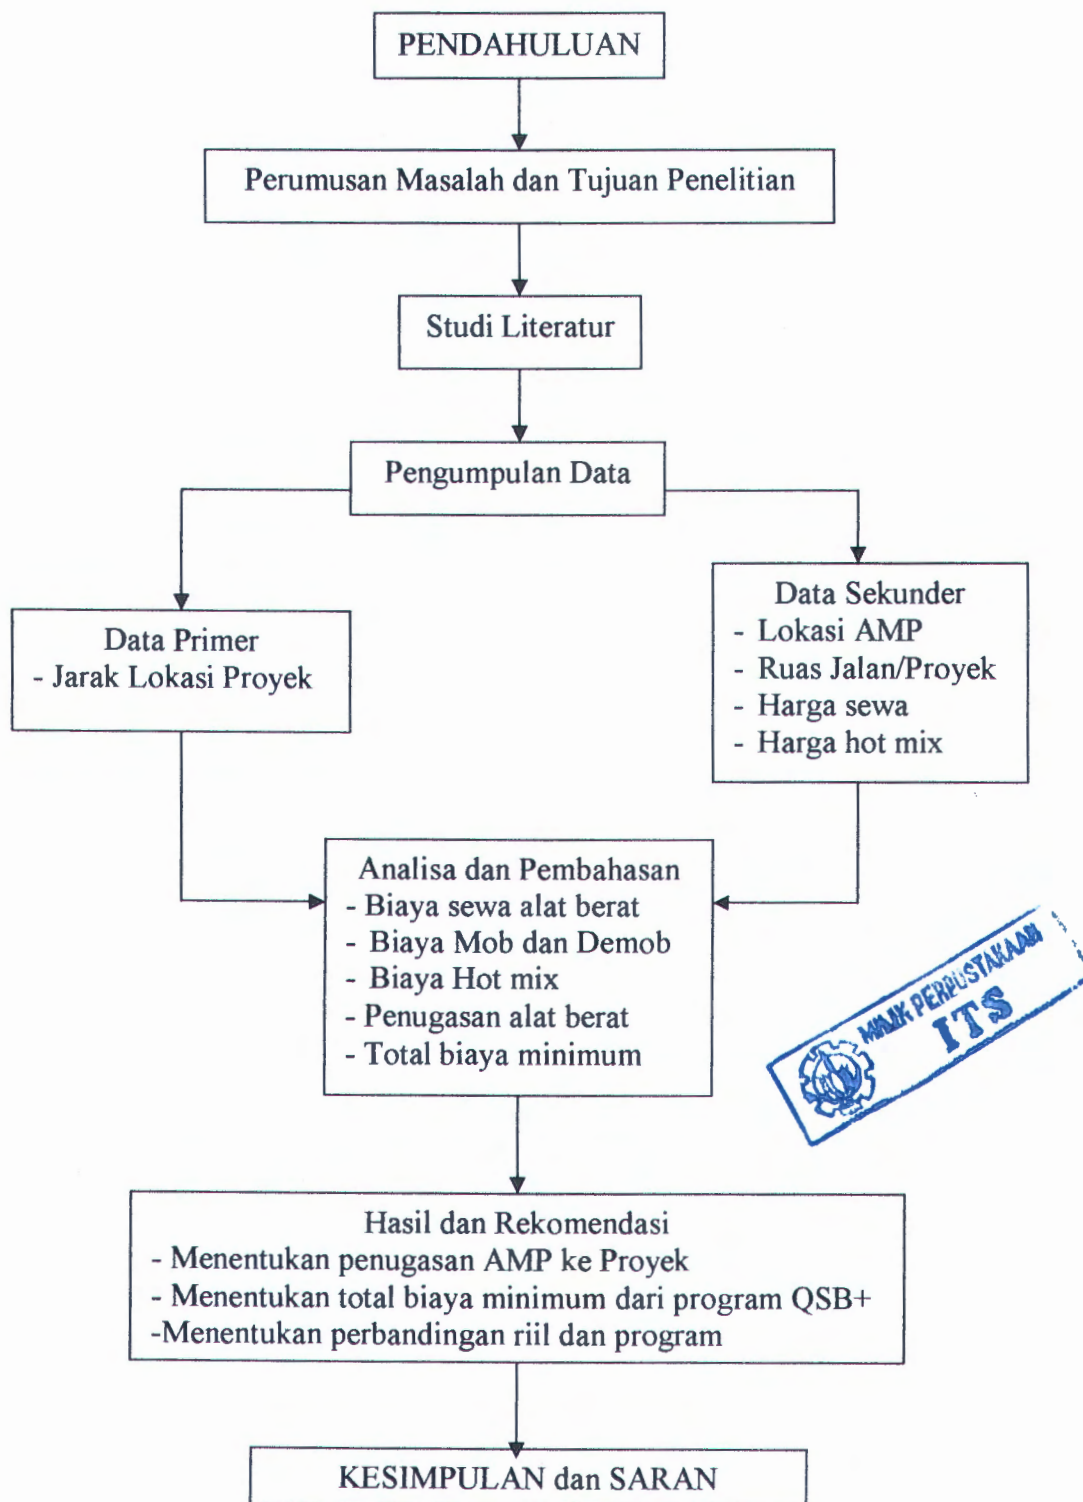 PENDAHULUAN
Perumusan Masalah dan Tujuan Penelitian
Studi Literatur
Pengumpulan Data
Data Primer
- Jarak Lokasi Proyek
Data Sekunder
- Lokasi AMP
- Ruas Jalan/Proyek
- Harga sewa
- Harga hot mix
Analisa dan Pembahasan
- Biaya sewa alat berat
- Biaya Mob dan Demob
- Biaya Hot mix
- Penugasan alat berat
- Total biaya minimum
MILIK PERPUSTAKAAN
ITS
Hasil dan Rekomendasi
- Menentukan penugasan AMP ke Proyek
- Menentukan total biaya minimum dari program QSB+
-Menentukan perbandingan riil dan program
KESIMPULAN dan SARAN